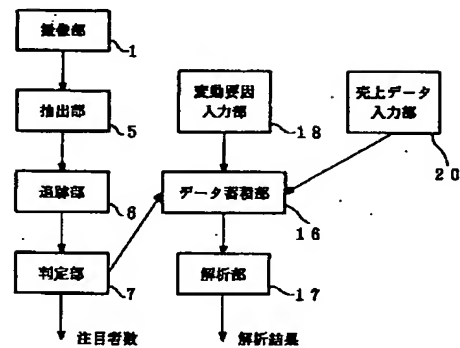 撮像部
1
抽出部
5
追跡部
6
判定部
7
注目者数
変動要因
入力部
18
売上データ
入力部
20
データ蓄積部
16
解析部
17
解析結果